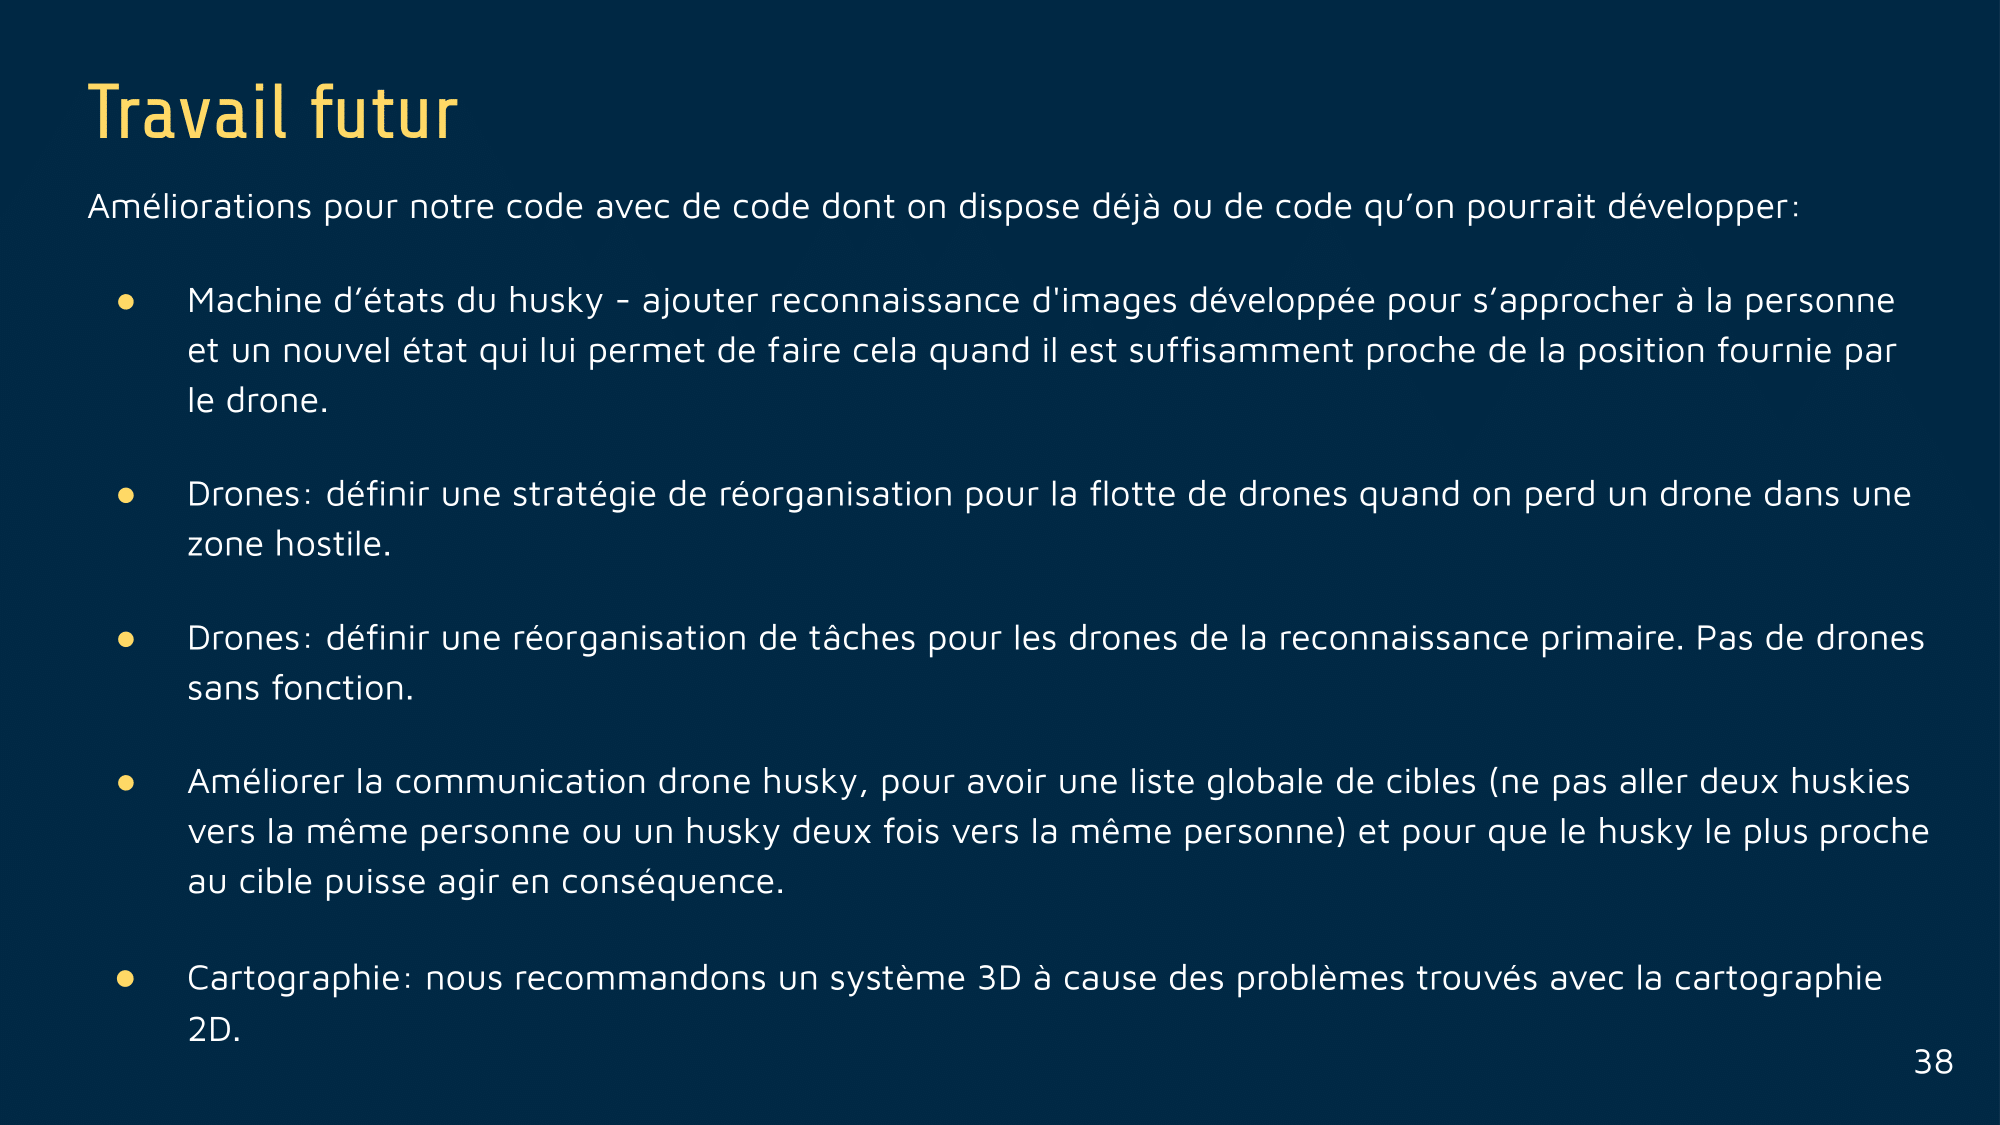 Travail futur
Améliorations pour notre code avec de code dont on dispose déjà ou de code qu’on pourrait développer:
● Machine d’états du husky - ajouter reconnaissance d'images développée pour s’approcher à la personne
et un nouvel état qui lui permet de faire cela quand il est suffisamment proche de la position fournie par
le drone.
● Drones: définir une stratégie de réorganisation pour la flotte de drones quand on perd un drone dans une
zone hostile.
● Drones: définir une réorganisation de tâches pour les drones de la reconnaissance primaire. Pas de drones
sans fonction.
● Améliorer la communication drone husky, pour avoir une liste globale de cibles (ne pas aller deux huskies
vers la même personne ou un husky deux fois vers la même personne) et pour que le husky le plus proche
au cible puisse agir en conséquence.
● Cartographie: nous recommandons un système 3D à cause des problèmes trouvés avec la cartographie
2D.
38